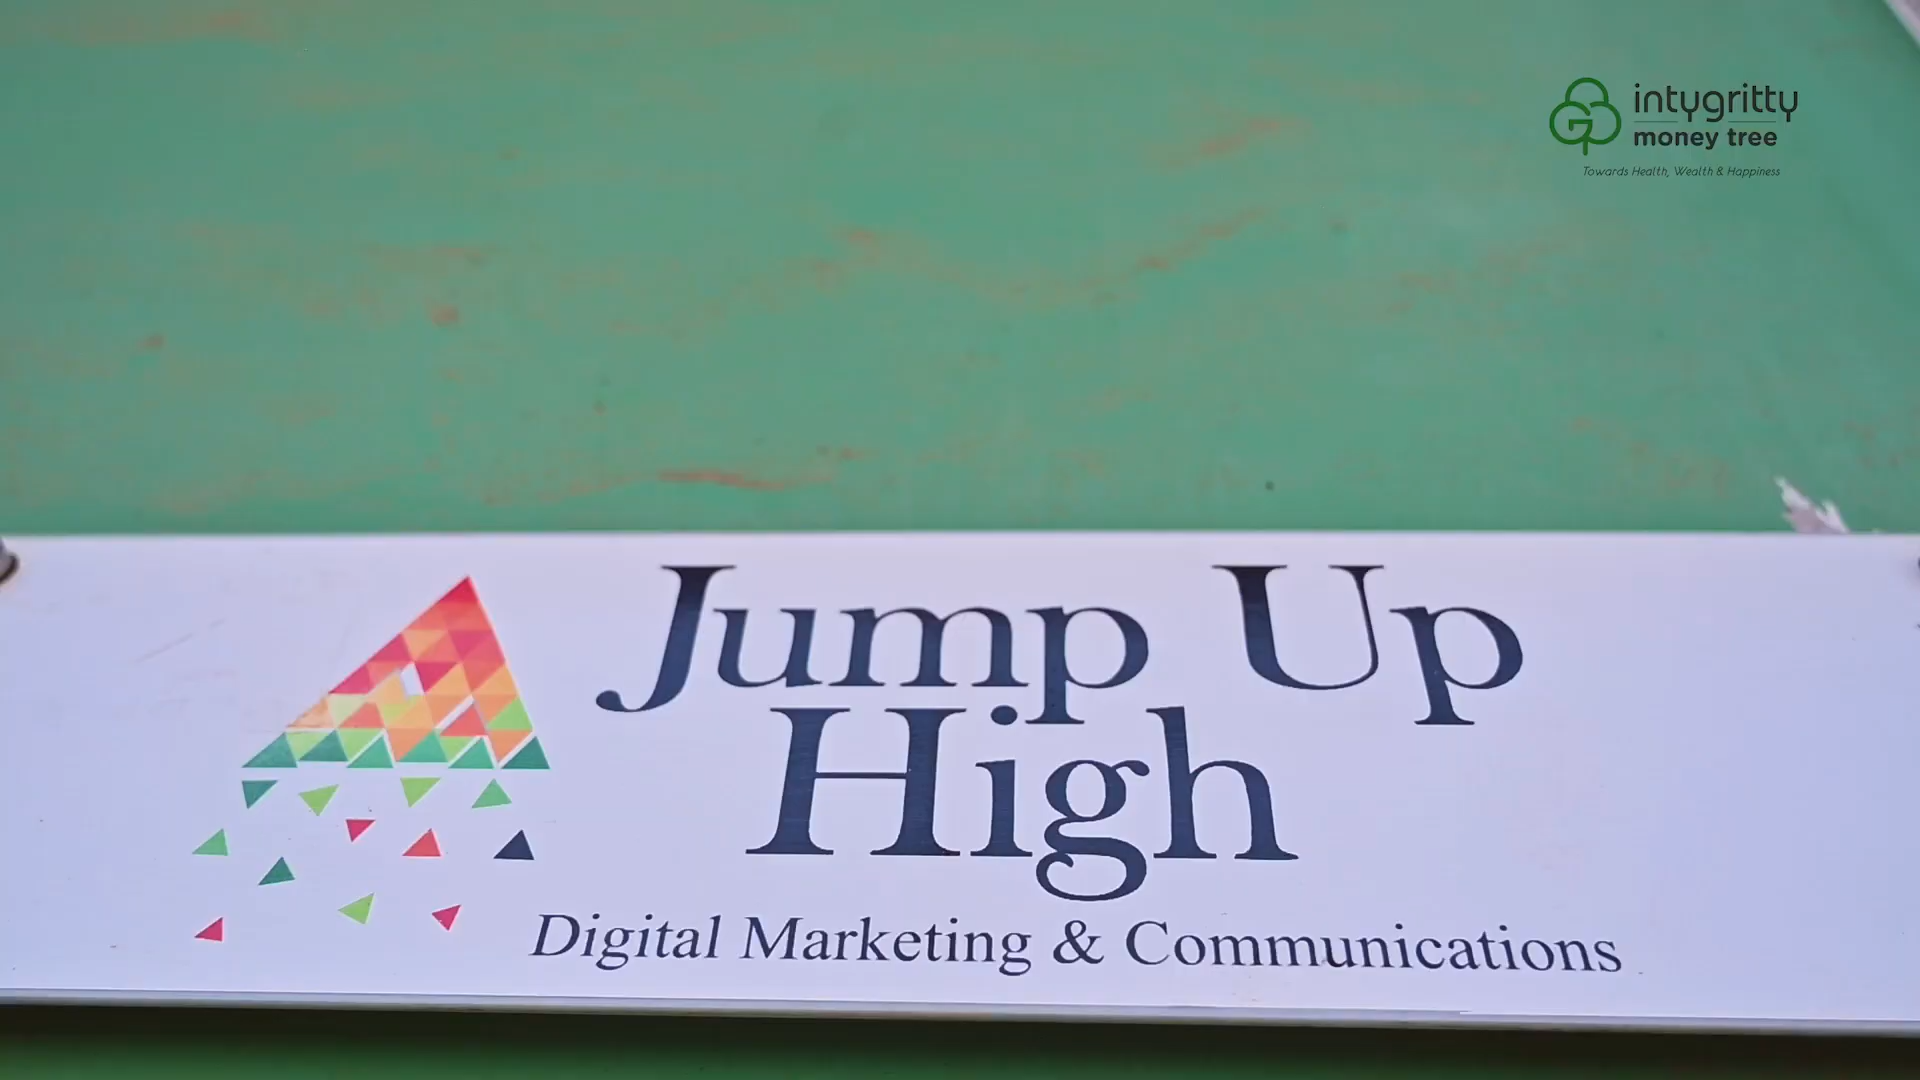 intygritty
money tree
Towards Health, Wealth & Happiness
Jump Up
High
Digital Marketing & Communications